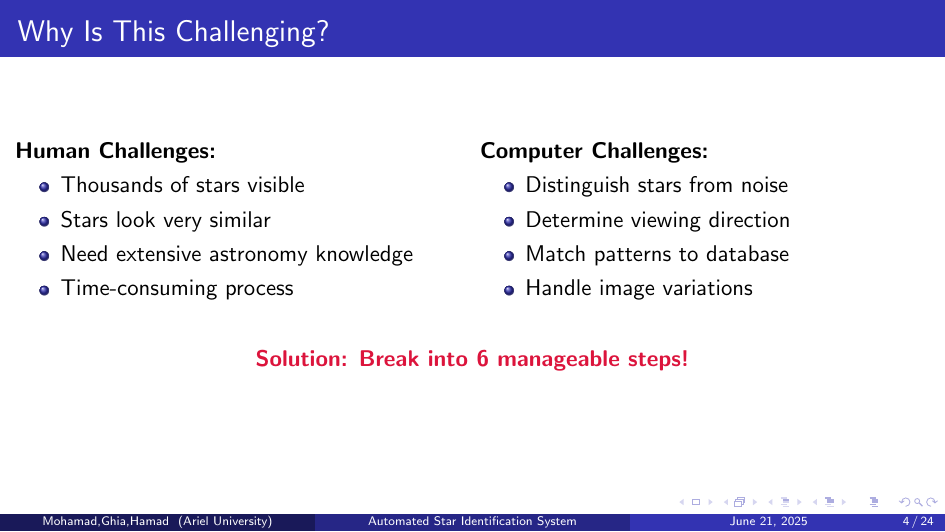 Why Is This Challenging?
Human Challenges:
Thousands of stars visible
Stars look very similar
Need extensive astronomy knowledge
Time-consuming process
Computer Challenges:
Distinguish stars from noise
Determine viewing direction
Match patterns to database
Handle image variations
Solution: Break into 6 manageable steps!
Mohamad,Ghia,Hamad (Ariel University)
Automated Star Identification System
June 21, 2025
4 / 24